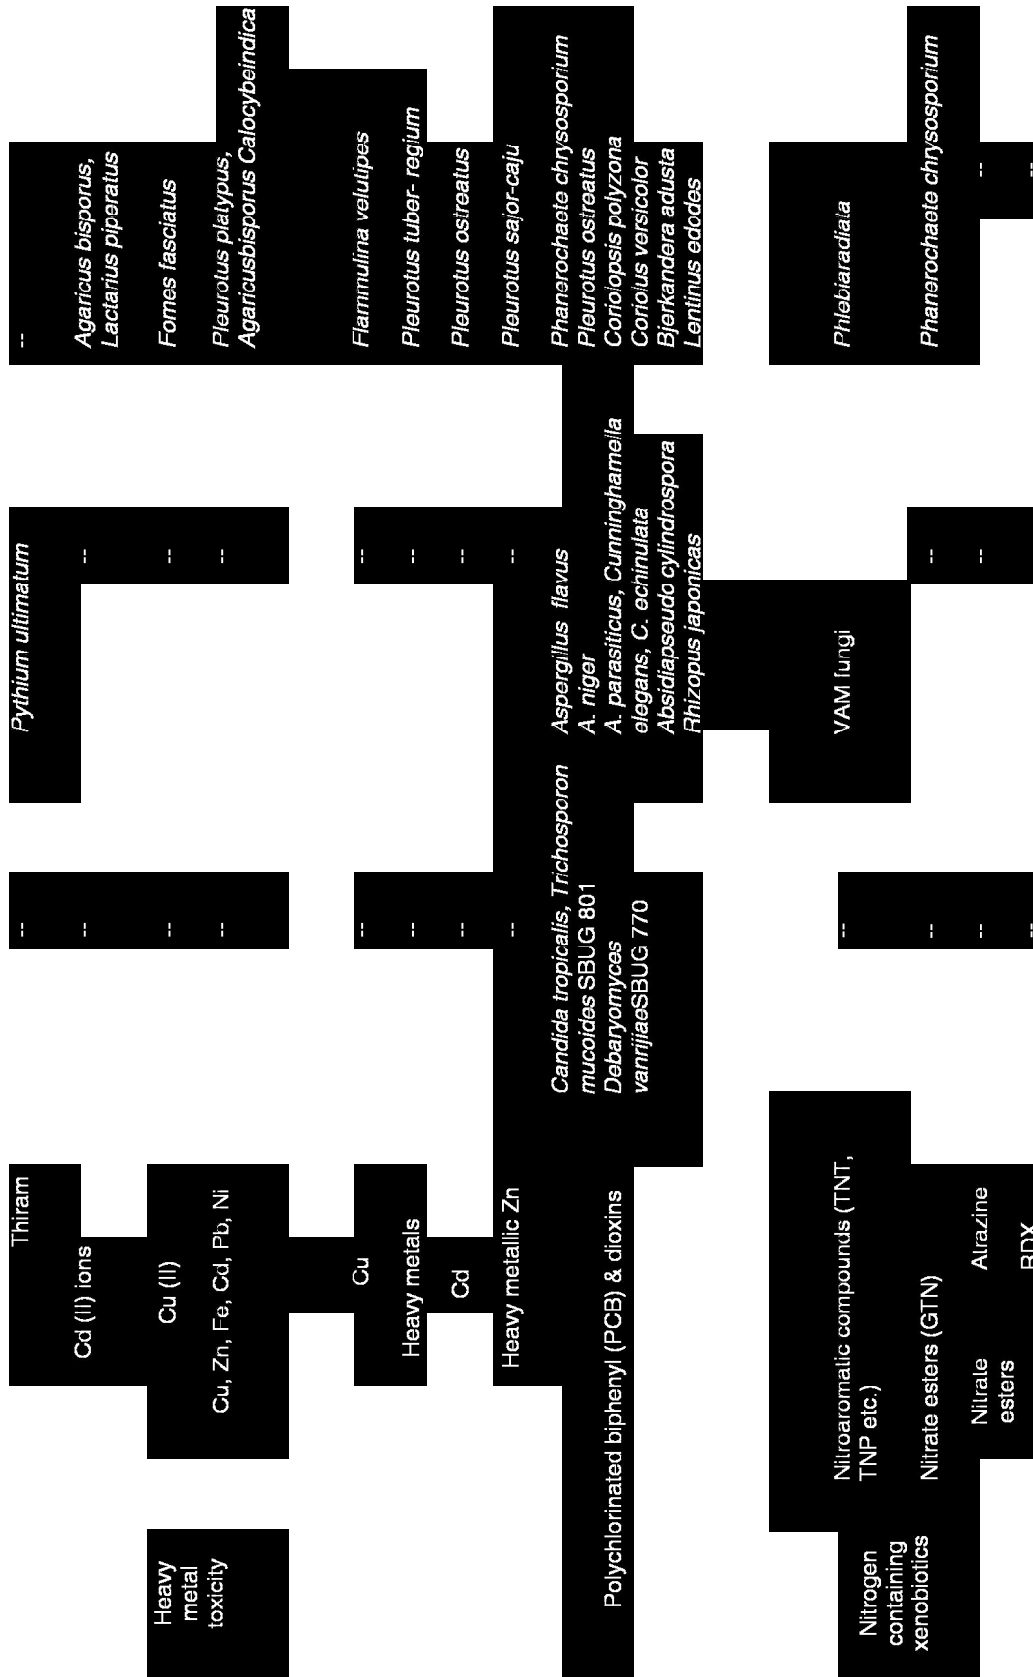 Thiram
--
Pythium ultimatum
--
Cd (II) ions
--
--
Agaricus bisporus,
Lactarius piperatus
Heavy
metal
toxicity
Cu (II)
--
--
Fomes fasciatus
Cu, Zn, Fe, Cd, Pb, Ni
--
--
Pleurotus platypus,
Agaricusbisporus Calocybeindica
Cu
--
--
Flammulina velutipes
Heavy metals
--
--
Pleurotus tuber- regium
Cd
--
--
Pleurotus ostreatus
Heavy metallic Zn
--
--
Pleurotus sajor-caju
Polychlorinated biphenyl (PCB) & dioxins
Candida tropicalis, Trichosporon
mucoides SBUG 801
Debaryomyces
vanrijiaeSBUG 770
Aspergillus flavus
A. niger
A. parasiticus, Cunninghamella
elegans, C. echinulata
Absidiapseudo cylindrospora
Rhizopus japonicas
Phanerochaete chrysosporium
Pleurotus ostreatus
Coriolopsis polyzona
Coriolus versicolor
Bjerkandera adusta
Lentinus edodes
Nitrogen
containing
xenobiotics
Nitroaromatic compounds (TNT,
TNP etc.)
--
VAM fungi
Phlebiaradiata
Nitrate esters (GTN)
--
--
Phanerochaete chrysosporium
Nitrate
esters
Atrazine
--
--
--
RDX
--
--